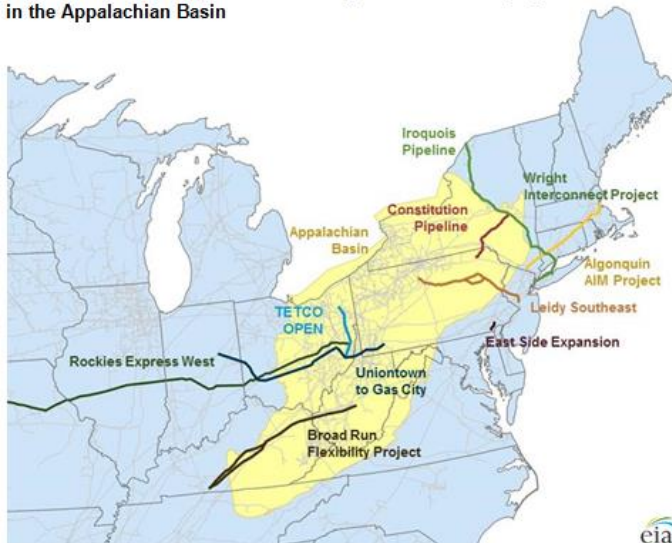 in the Appalachian Basin
Iroquois
Pipeline
Wright
Interconnect Project
Constitution
Pipeline
Appalachian
Basin
Algonquin
AIM Project
Leidy Southeast
TETCO
OPEN
East Side Expansion
Rockies Express West
Uniontown
to Gas City
Broad Run
Flexibility Project
eia